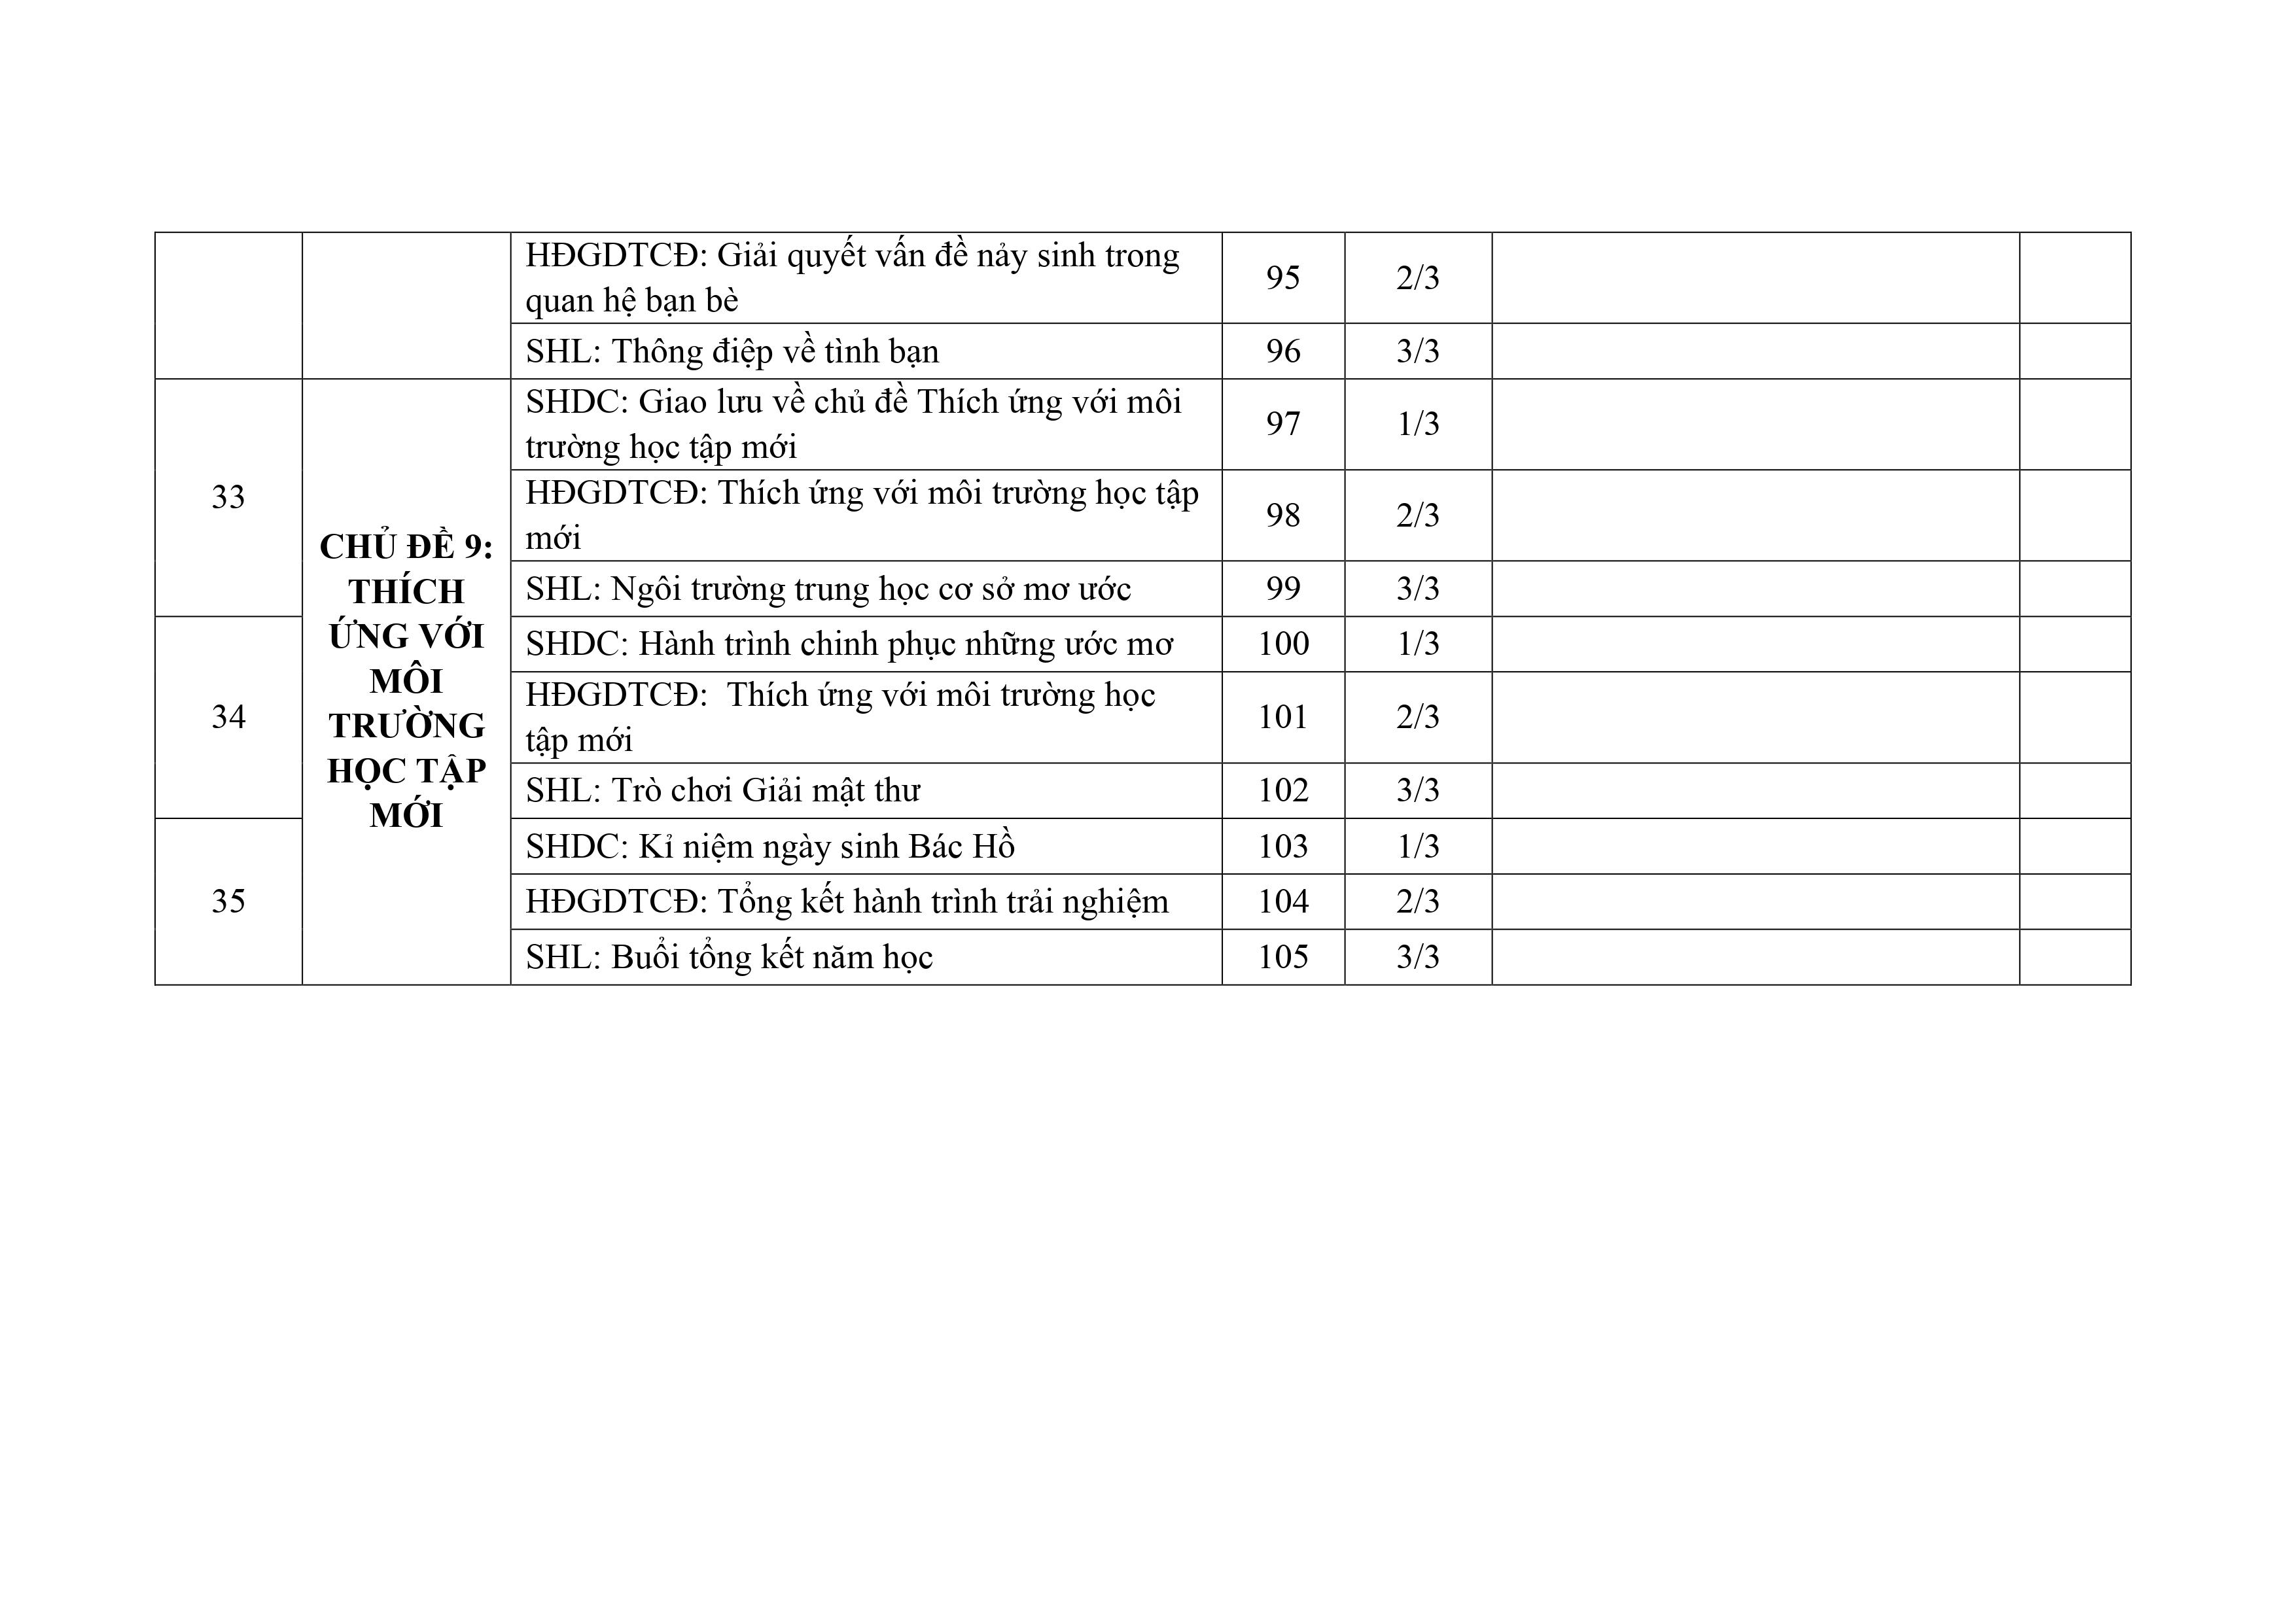 HĐGDTCĐ: Giải quyết vấn đề nảy sinh trong
quan hệ bạn bè
95
2/3
SHL: Thông điệp về tình bạn
96
3/3
33
CHỦ ĐỀ 9:
THÍCH
ỨNG VỚI
MÔI
TRƯỜNG
HỌC TẬP
MỚI
SHDC: Giao lưu về chủ đề Thích ứng với môi
trường học tập mới
97
1/3
HĐGDTCĐ: Thích ứng với môi trường học tập
mới
98
2/3
SHL: Ngôi trường trung học cơ sở mơ ước
99
3/3
34
SHDC: Hành trình chinh phục những ước mơ
100
1/3
HĐGDTCĐ:  Thích ứng với môi trường học
tập mới
101
2/3
SHL: Trò chơi Giải mật thư
102
3/3
35
SHDC: Kỉ niệm ngày sinh Bác Hồ
103
1/3
HĐGDTCĐ: Tổng kết hành trình trải nghiệm
104
2/3
SHL: Buổi tổng kết năm học
105
3/3